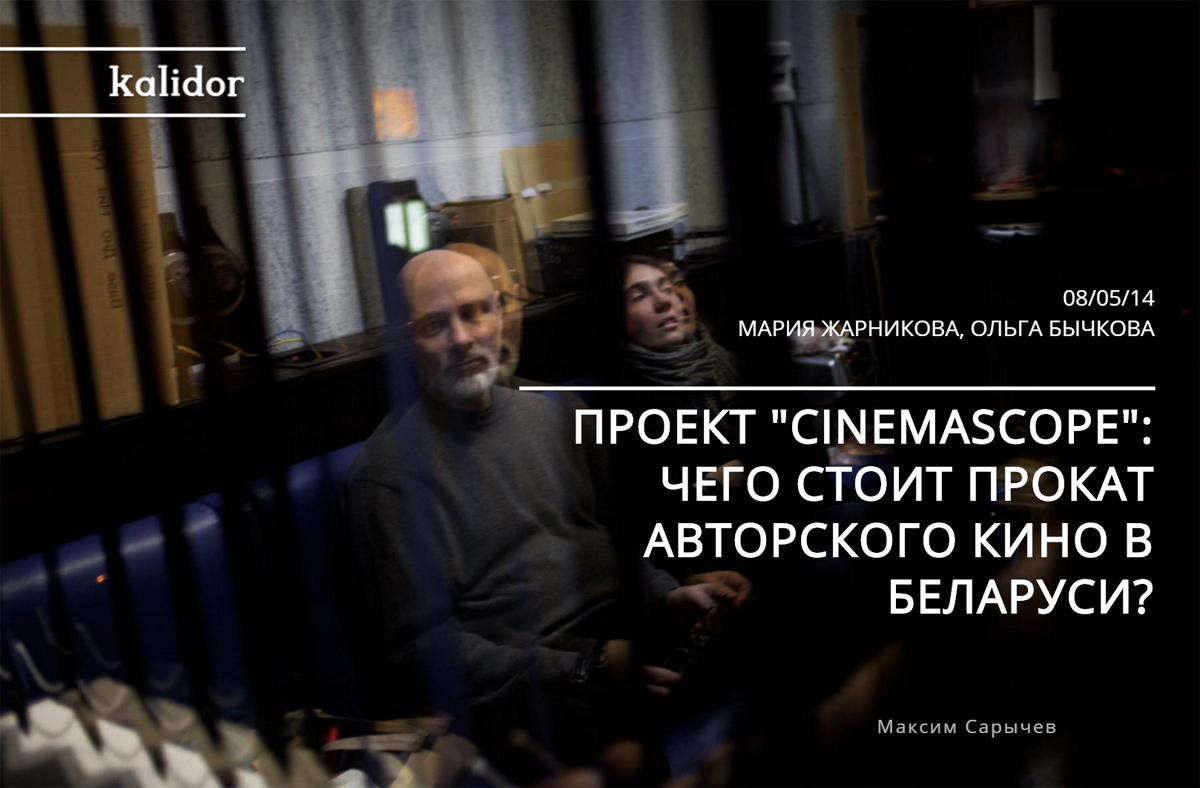 kalidor
08/05/14
МАРИЯ ЖАРНИКОВА, ОЛЬГА БЫЧКОВА
ПРОЕКТ "CINEMASCOPE":
ЧЕГО СТОИТ ПРОКАТ
АВТОРСКОГО КИНО В
БЕЛАРУСИ?
Максим Сарычев